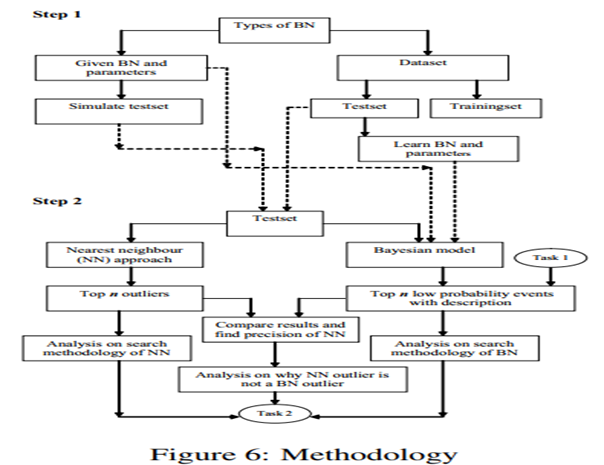 Step 1
Types of BN
Given BN and
parameters
Dataset
Simulate testset
Testset
Trainingset
Learn BN and
parameters
Step 2
Testset
Nearest neighbour
(NN) approach
Bayesian model
Task 1
Top n outliers
Top n low probability events
with description
Compare results and
find precision of NN
Analysis on search
methodology of NN
Analysis on search
methodology of BN
Analysis on why NN outlier is
not a BN outlier
Task 2
Figure 6: Methodology